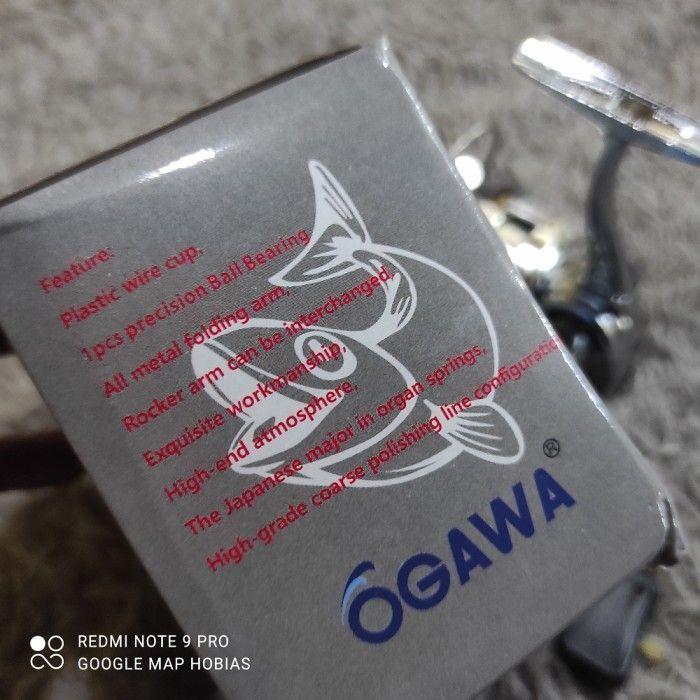 Feature:
Plastic wire cup,
1pcs precision Ball Bearing
All metal folding arm,
Rocker arm can be interchanged,
Exquisite workmanship,
High-end atmosphere,
The Japanese major in organ springs,
High-grade coarse polishing line
OGAWA®
REDMI NOTE 9 PRO
GOOGLE MAP HOBIAS